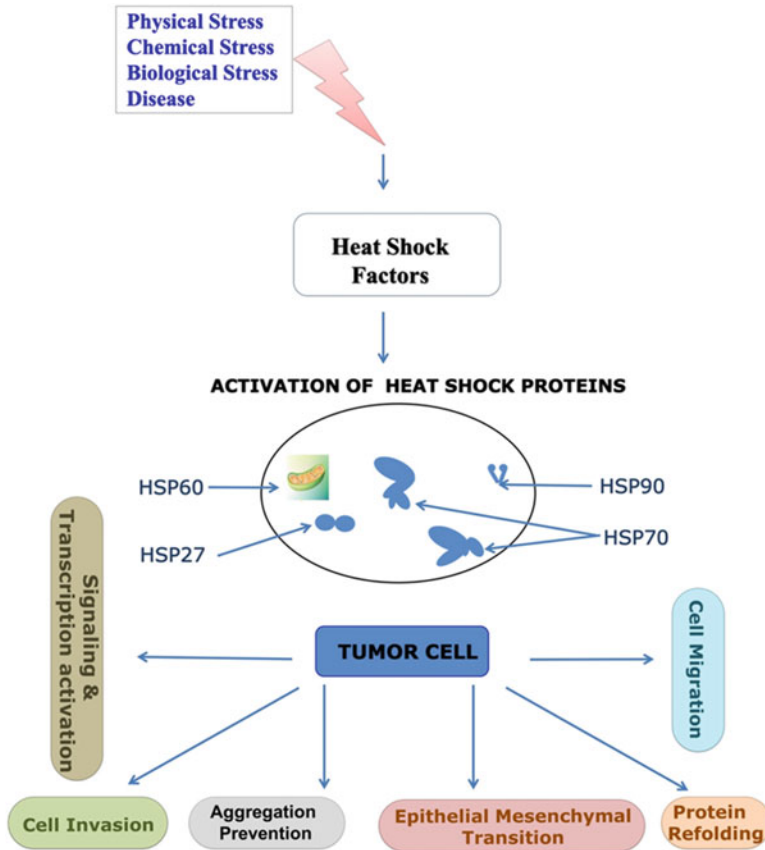 Physical Stress
Chemical Stress
Biological Stress
Disease
Heat Shock
Factors
ACTIVATION OF HEAT SHOCK PROTEINS
HSP60
HSP90
HSP27
HSP70
Signaling &
Transcription activation
TUMOR CELL
Cell Migration
Cell Invasion
Aggregation
Prevention
Epithelial Mesenchymal
Transition
Protein
Refolding